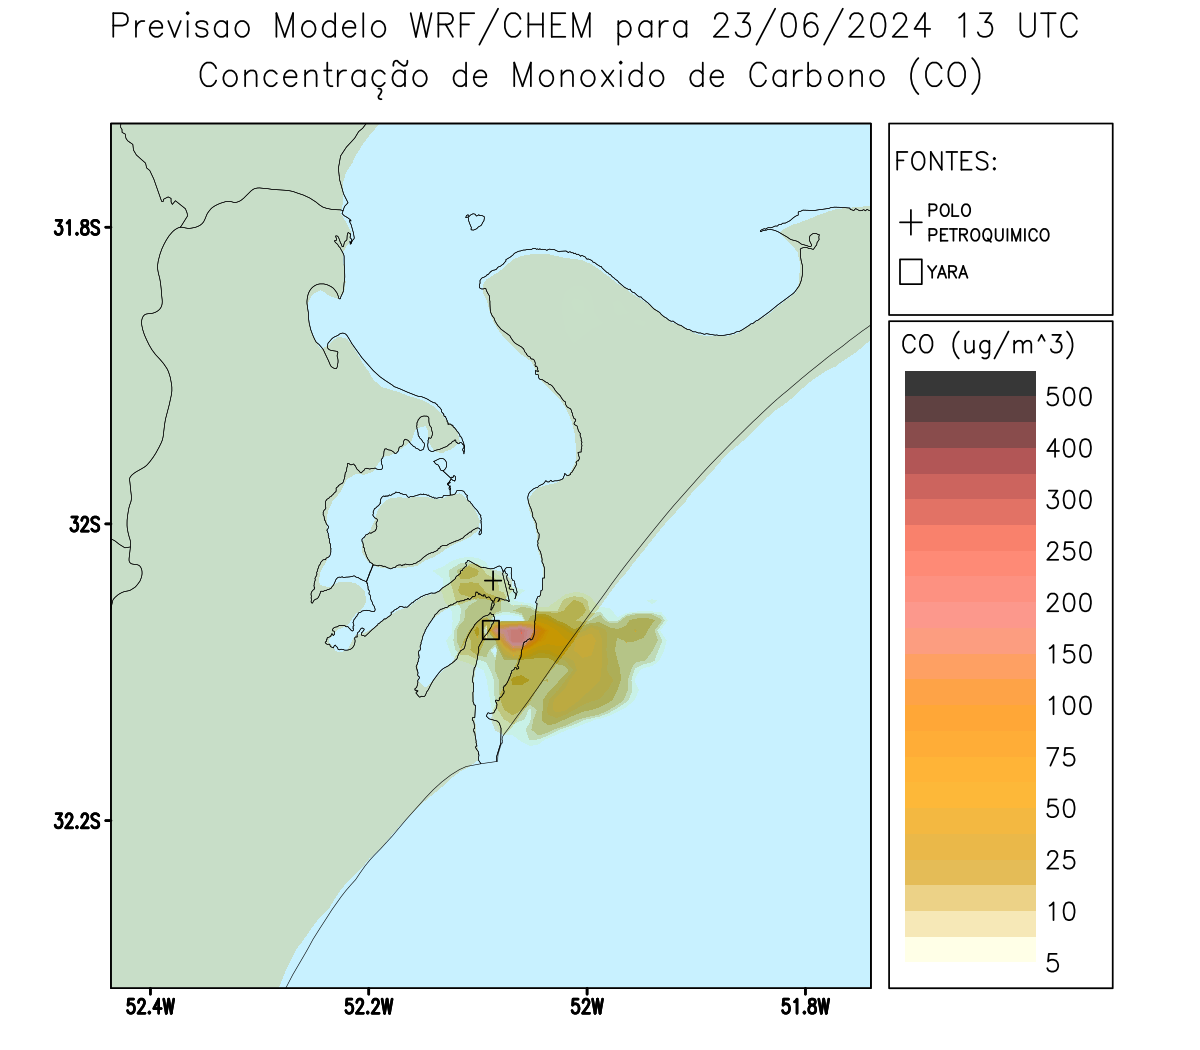 Previsao Modelo WRF/CHEM para 23/06/2024 13 UTC
Concentração de Monoxido de Carbono (CO)
FONTES:
POLO
PETROQUIMICO
YARA
CO (ug/m^3)
500
400
300
250
200
150
100
75
50
25
10
5
31.8S
32S
32.2S
52.4W
52.2W
52W
51.8W